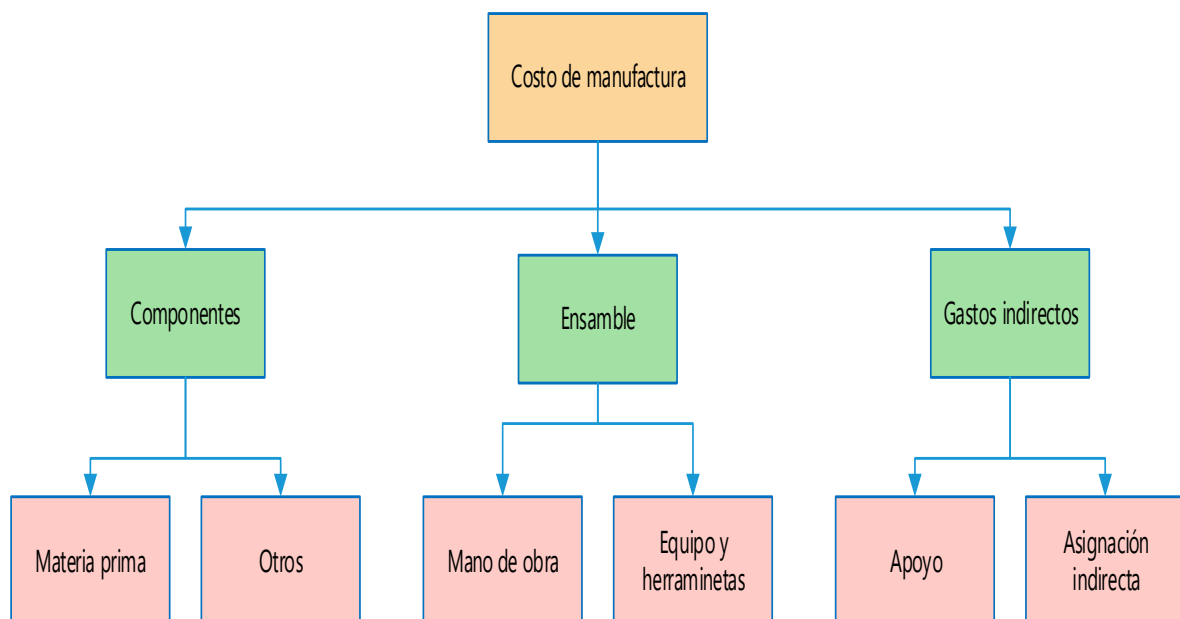 Costo de manufactura
Componentes
Ensamble
Gastos indirectos
Materia prima
Otros
Mano de obra
Equipo y
herraminetas
Apoyo
Asignación
indirecta